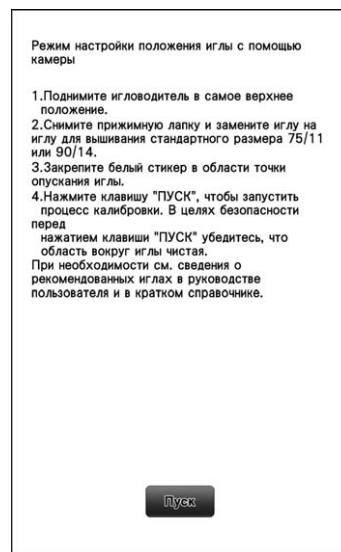 Режим настройки положения иглы с помощью
камеры
1.Поднимите игловодитель в самое верхнее
положение.
2.Снимите прижимную лапку и замените иглу на
иглу для вышивания стандартного размера 75/11
или 90/14.
3.Закрепите белый стикер в области точки
опускания иглы.
4.Нажмите клавишу "ПУСК", чтобы запустить
процесс калибровки. В целях безопасности
перед
нажатием клавиши "ПУСК" убедитесь, что
область вокруг иглы чистая.
При необходимости см. сведения о
рекомендованных иглах в руководстве
пользователя и в кратком справочнике.
Пуск